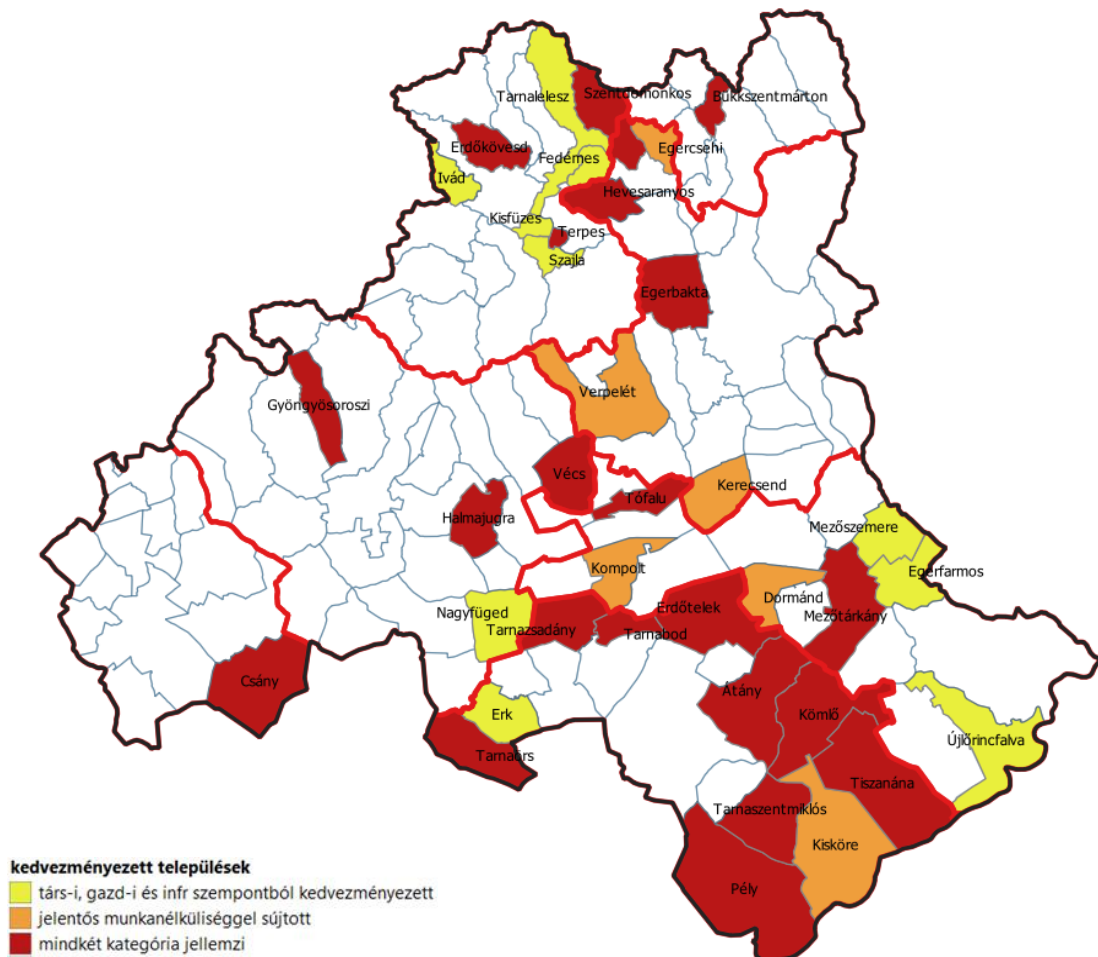 Tarnalelesz
Szentdomonkos
Bükkszentmárton
Erdőkövesd
Egercsehi
Fedémes
Ivád
Hevesaranyos
Kisfüzes
Terpes
Szajla
Egerbakta
Verpelét
Gyöngyösoroszi
Vécs
Kerecsend
Tófalu
Halmajugra
Mezőszemere
Kompolt
Egerfarmos
Dormánd
Nagyfüged
Erdőtelek
Mezőtárkány
Tarnazsadány
Tarnabod
Csány
Átány
Kömlő
Erk
Újlőrincfalva
Tarnaörs
Tiszanána
Tarnaszentmiklós
Kisköre
Pély
kedvezményezett települések
társ-i, gazd-i és infr szempontból kedvezményezett
jelentős munkanélküliséggel sújtott
mindkét kategória jellemzi